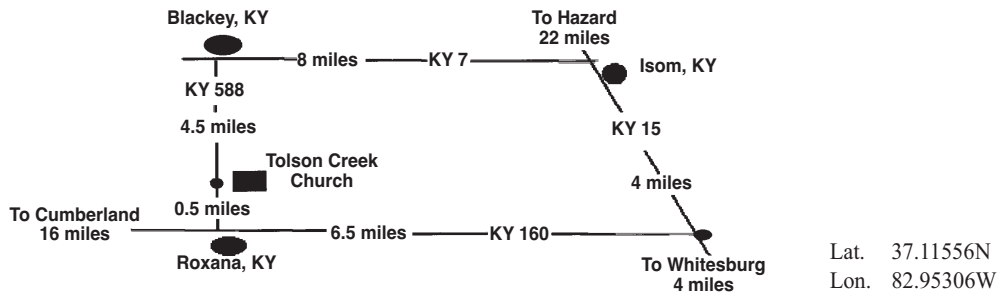 Blackey, KY
To Hazard
22 miles
8 miles
KY 7
Isom, KY
KY 588
4.5 miles
KY 15
Tolson Creek
Church
4 miles
0.5 miles
To Cumberland
16 miles
6.5 miles
KY 160
Roxana, KY
To Whitesburg
4 miles
Lat. 37.11556N
Lon. 82.95306W